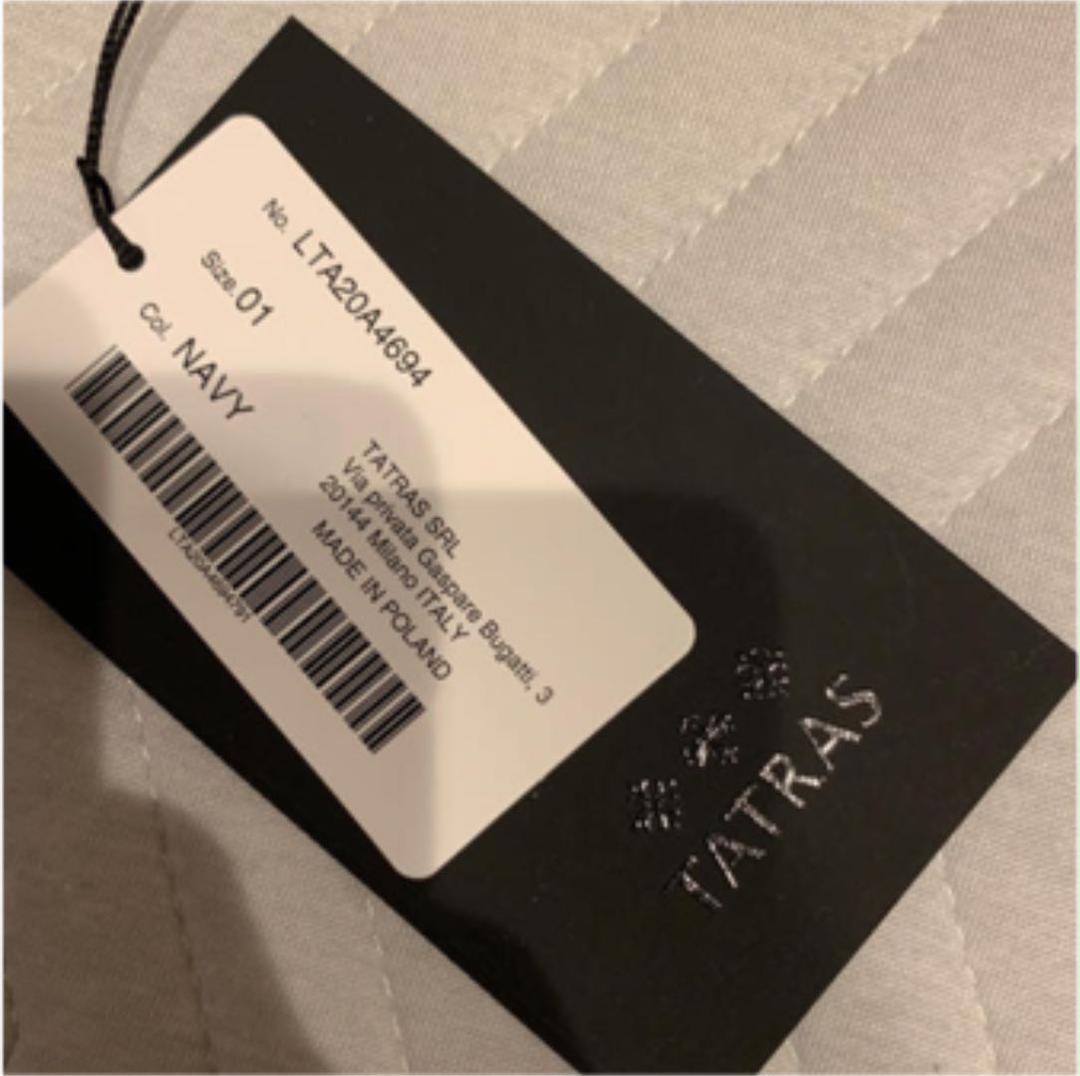 No. LTA20A4694
Size. 01
Col. NAVY
TATRAS SRL
Via privata Gaspare Bugatti, 3
20144 Milano ITALY
MADE IN POLAND
TATRAS